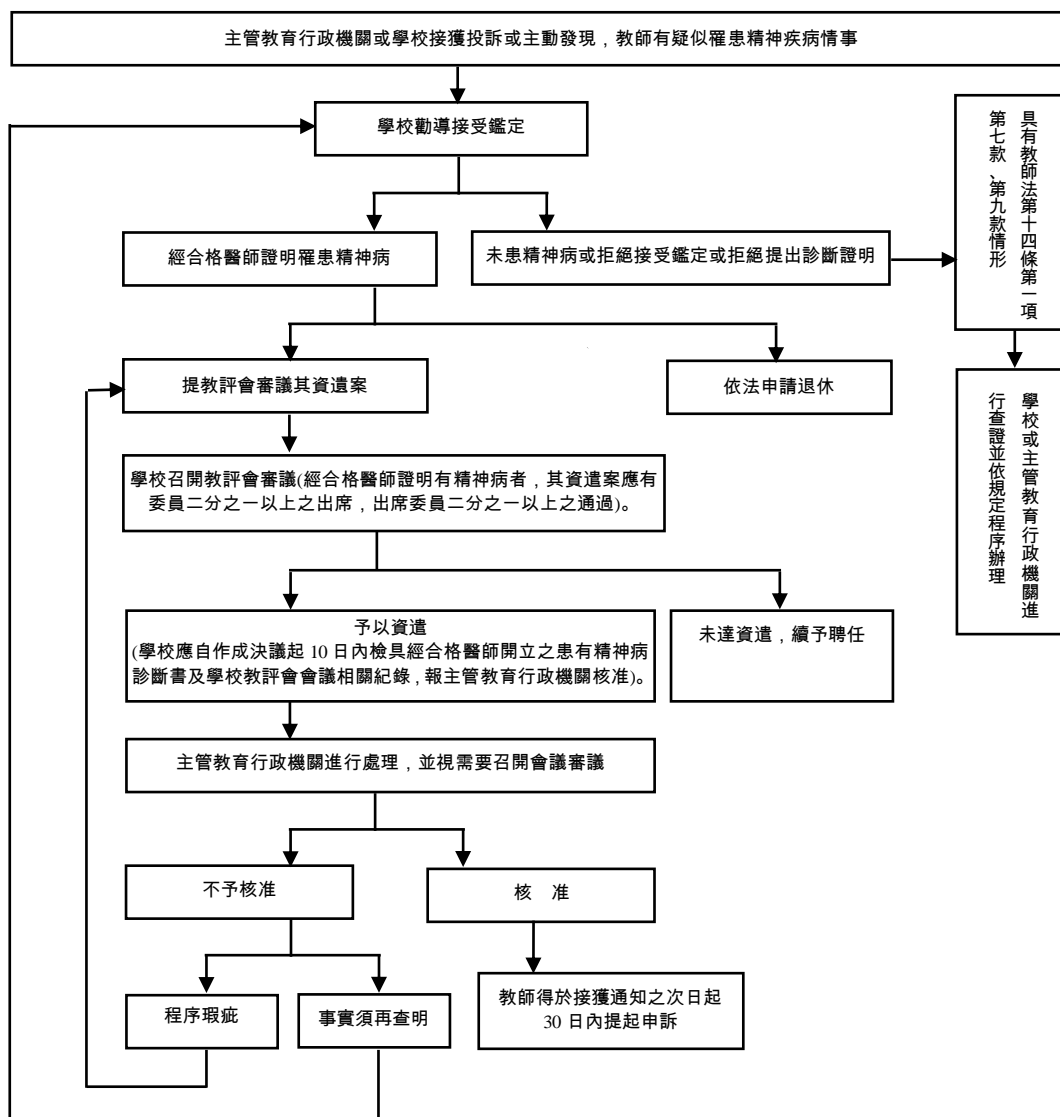 主管教育行政機關或學校接獲投訴或主動發現，教師有疑似罹患精神疾病情事
學校勸導接受鑑定
具有教師法第十四條第一項
第七款、第九款情形
經合格醫師證明罹患精神病
未患精神病或拒絕接受鑑定或拒絕提出診斷證明
提教評會審議其資遣案
依法申請退休
學校或主管教育行政機關進
行查證並依規定程序辦理
學校召開教評會審議(經合格醫師證明有精神病者，其資遣案應有
委員二分之一以上之出席，出席委員二分之一以上之通過)。
予以資遣
(學校應自作成決議起 10 日內檢具經合格醫師開立之患有精神病
診斷書及學校教評會會議相關紀錄，報主管教育行政機關核准)。
未達資遣，續予聘任
主管教育行政機關進行處理，並視需要召開會議審議
不予核准
核　准
程序瑕疵
事實須再查明
教師得於接獲通知之次日起
30 日內提起申訴